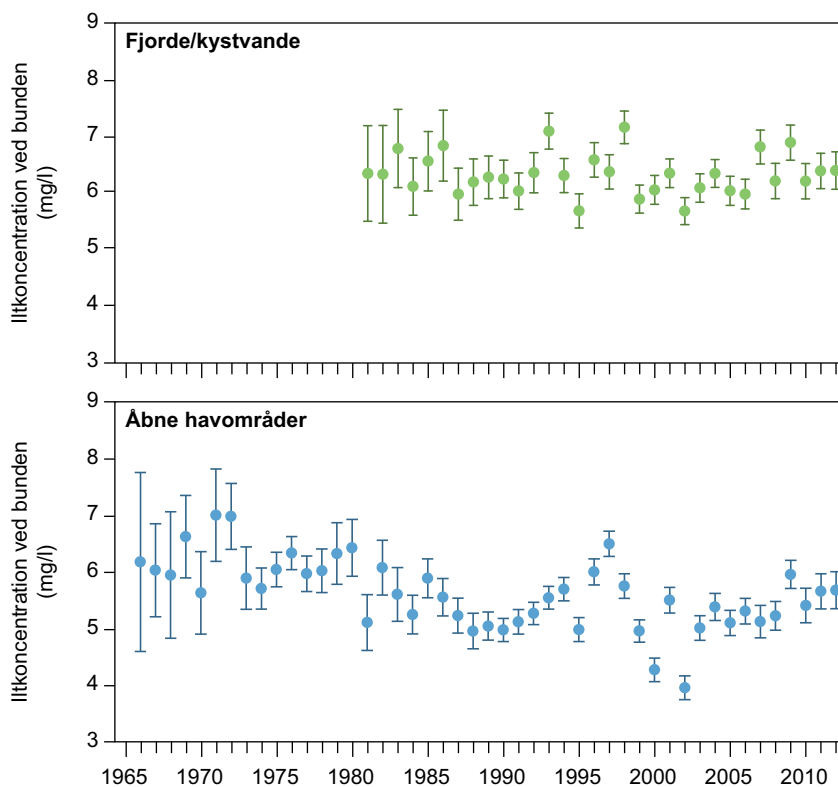 Fjorde/kystvande
Iltkoncentration ved bunden
(mg/l)
9
8
7
6
5
4
3
Åbne havområder
Iltkoncentration ved bunden
(mg/l)
9
8
7
6
5
4
3
1965 1970 1975 1980 1985 1990 1995 2000 2005 2010